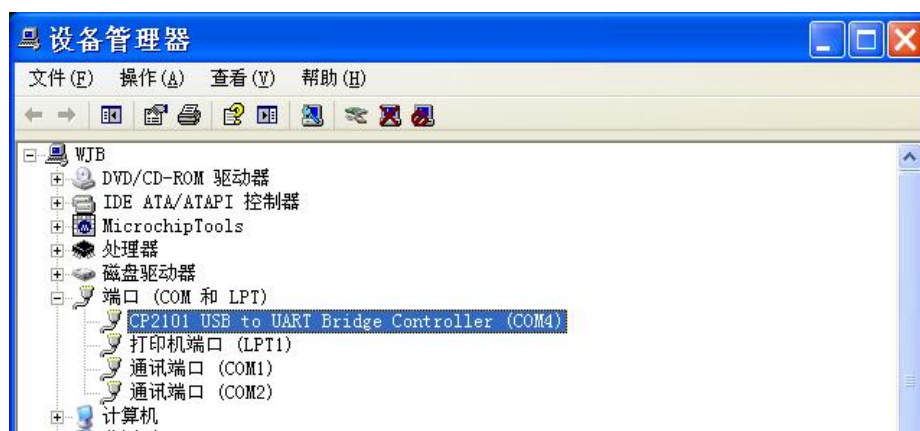 设备管理器
文件(F) 操作(A) 查看(V) 帮助(H)
WJB
DVD/CD-ROM 驱动器
IDE ATA/ATAPI 控制器
MicrochipTools
处理器
磁盘驱动器
端口 (COM 和 LPT)
CP2101 USB to UART Bridge Controller (COM4)
打印机端口 (LPT1)
通讯端口 (COM1)
通讯端口 (COM2)
计算机